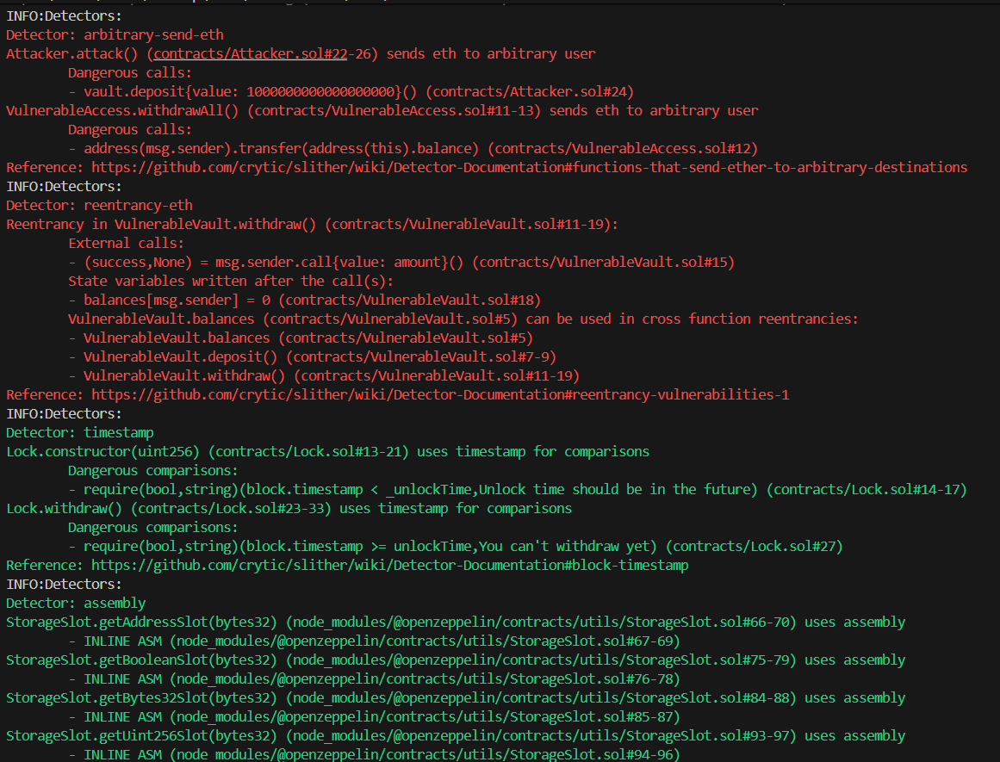 INFO:Detectors:
Detector: arbitrary-send-eth
Attacker.attack() (contracts/Attacker.sol#22-26) sends eth to arbitrary user
Dangerous calls:
- vault.deposit{value: 1000000000000000000}() (contracts/Attacker.sol#24)
VulnerableAccess.withdrawAll() (contracts/VulnerableAccess.sol#11-13) sends eth to arbitrary user
Dangerous calls:
- address(msg.sender).transfer(address(this).balance) (contracts/VulnerableAccess.sol#12)
Reference: https://github.com/crytic/slither/wiki/Detector-Documentation#functions-that-send-ether-to-arbitrary-destinations
INFO:Detectors:
Detector: reentrancy-eth
Reentrancy in VulnerableVault.withdraw() (contracts/VulnerableVault.sol#11-19):
External calls:
- (success,None) = msg.sender.call{value: amount}() (contracts/VulnerableVault.sol#15)
State variables written after the call(s):
- balances[msg.sender] = 0 (contracts/VulnerableVault.sol#18)
VulnerableVault.balances (contracts/VulnerableVault.sol#5) can be used in cross function reentrancies:
- VulnerableVault.balances (contracts/VulnerableVault.sol#5)
- VulnerableVault.deposit() (contracts/VulnerableVault.sol#7-9)
- VulnerableVault.withdraw() (contracts/VulnerableVault.sol#11-19)
Reference: https://github.com/crytic/slither/wiki/Detector-Documentation#reentrancy-vulnerabilities-1
INFO:Detectors:
Detector: timestamp
Lock.constructor(uint256) (contracts/Lock.sol#13-21) uses timestamp for comparisons
Dangerous comparisons:
- require(bool,string)(block.timestamp < _unlockTime,Unlock time should be in the future) (contracts/Lock.sol#14-17)
Lock.withdraw() (contracts/Lock.sol#23-33) uses timestamp for comparisons
Dangerous comparisons:
- require(bool,string)(block.timestamp >= unlockTime,You can't withdraw yet) (contracts/Lock.sol#27)
Reference: https://github.com/crytic/slither/wiki/Detector-Documentation#block-timestamp
INFO:Detectors:
Detector: assembly
StorageSlot.getAddressSlot(bytes32) (node_modules/@openzeppelin/contracts/utils/StorageSlot.sol#66-70) uses assembly
- INLINE ASM (node_modules/@openzeppelin/contracts/utils/StorageSlot.sol#67-69)
StorageSlot.getBooleanSlot(bytes32) (node_modules/@openzeppelin/contracts/utils/StorageSlot.sol#75-79) uses assembly
- INLINE ASM (node_modules/@openzeppelin/contracts/utils/StorageSlot.sol#76-78)
StorageSlot.getBytes32Slot(bytes32) (node_modules/@openzeppelin/contracts/utils/StorageSlot.sol#84-88) uses assembly
- INLINE ASM (node_modules/@openzeppelin/contracts/utils/StorageSlot.sol#85-87)
StorageSlot.getUint256Slot(bytes32) (node_modules/@openzeppelin/contracts/utils/StorageSlot.sol#93-97) uses assembly
- INLINE ASM (node_modules/@openzeppelin/contracts/utils/StorageSlot.sol#94-96)